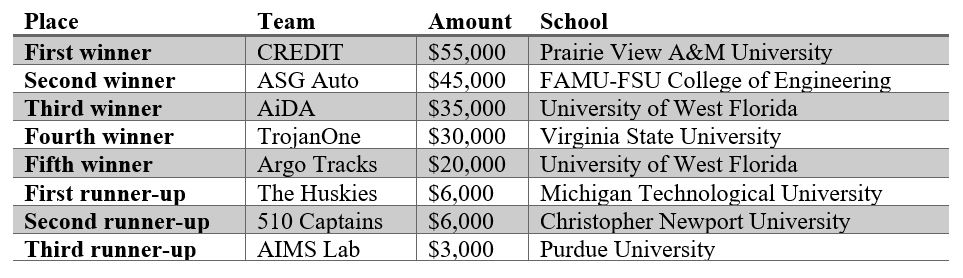 Place Team Amount School
First winner CREDIT $55,000 Prairie View A&M University
Second winner ASG Auto $45,000 FAMU-FSU College of Engineering
Third winner AiDA $35,000 University of West Florida
Fourth winner TrojanOne $30,000 Virginia State University
Fifth winner Argo Tracks $20,000 University of West Florida
First runner-up The Huskies $6,000 Michigan Technological University
Second runner-up 510 Captains $6,000 Christopher Newport University
Third runner-up AIMS Lab $3,000 Purdue University